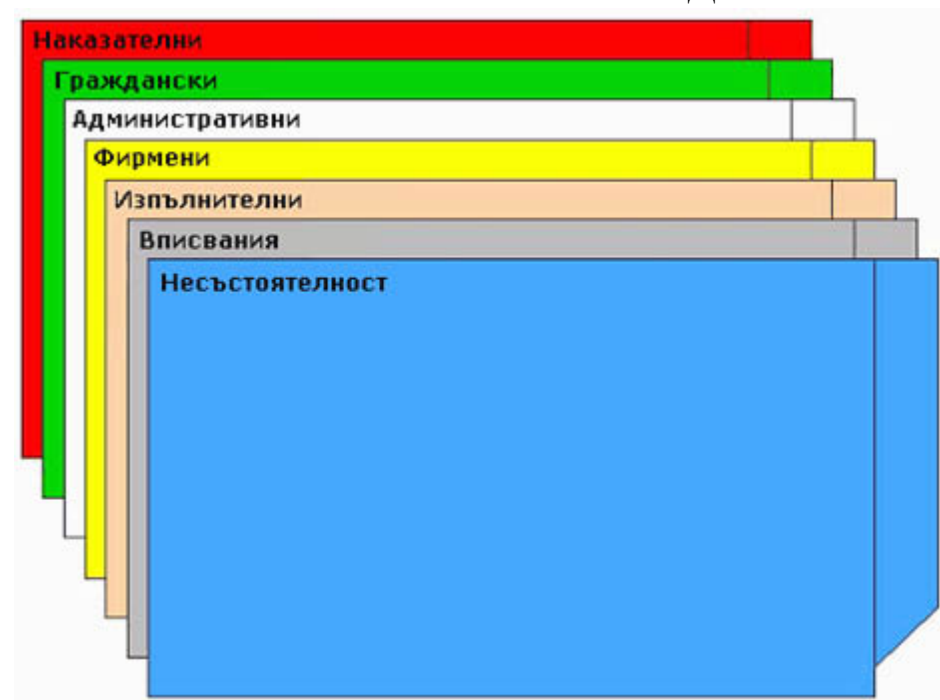 Наказателни
Граждански
Административни
Фирмени
Изпълнителни
Вписвания
Несъстоятелност